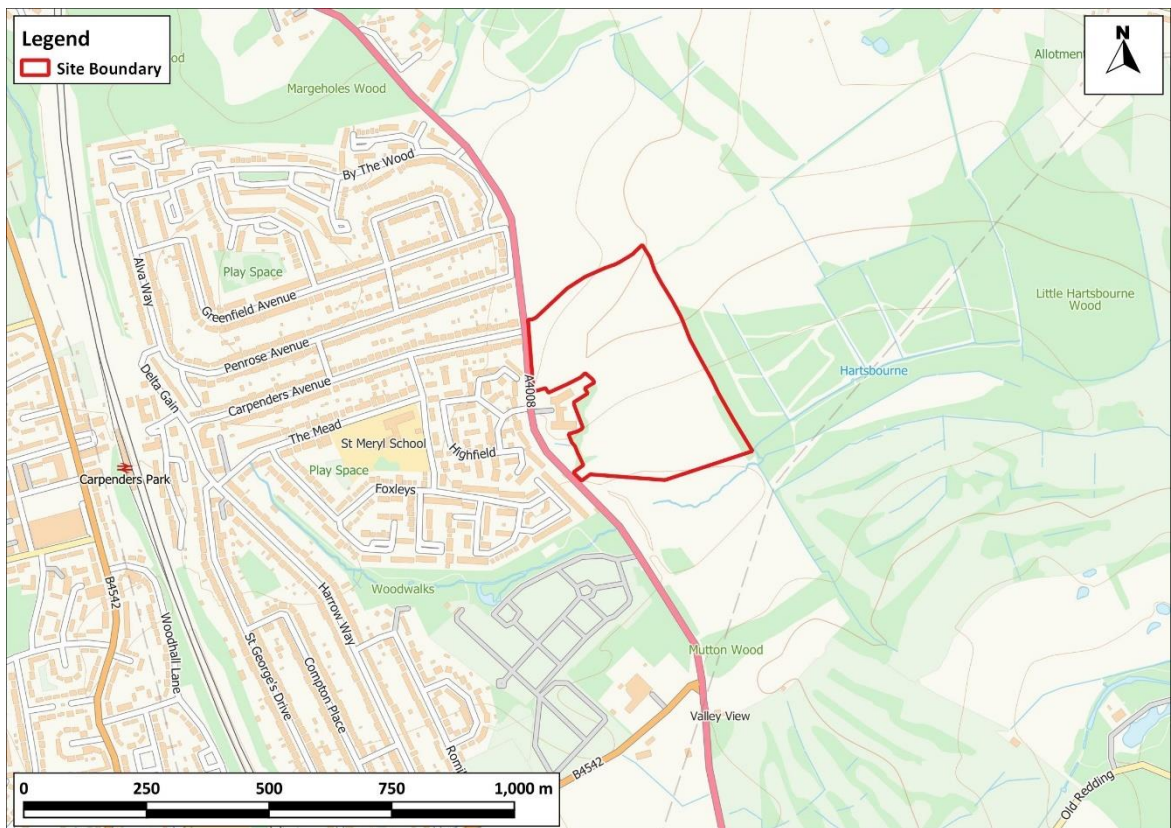 Legend
Site Boundary
N
Margeholes Wood
Allotment
By The Wood
Alva Way
Play Space
Greenfield Avenue
Little Hartsbourne
Wood
Penrose Avenue
Delta Gain
Carpenders Avenue
A4008
Hartsbourne
The Mead
St Meryl School
Highfield
Play Space
Carpenders Park
Foxleys
B4542
Woodhall Lane
Woodwalks
Harrow Way
St George's Drive
Compton Place
Mutton Wood
Valley View
Romil
B4542
Old Redding
0 250 500 750 1,000 m